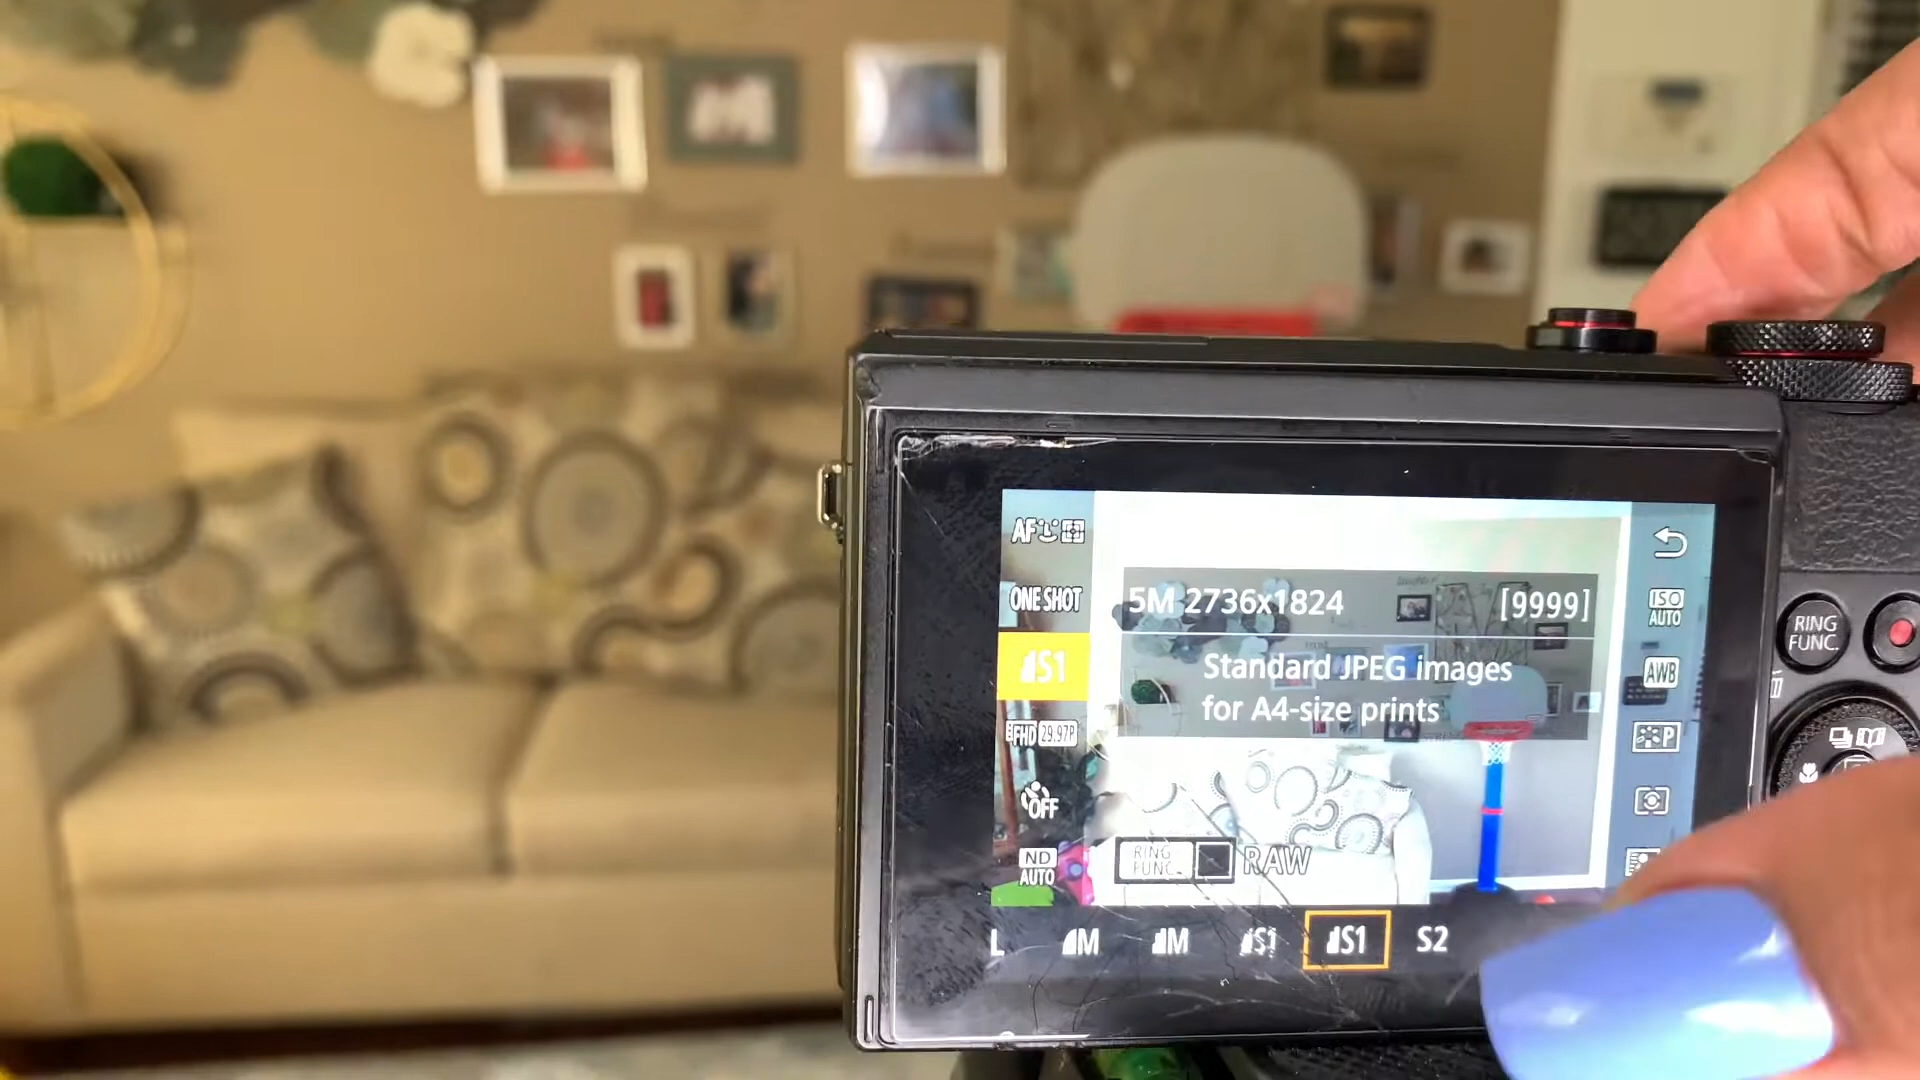 AF
ONE SHOT
5M 2736x1824 [9999]
S1
Standard JPEG images
for A4-size prints
FHD 29.97P
OFF
ND
AUTO
RING
FUNC.
RAW
L M M S1 S1 S2
ISO
AUTO
AWB
P
RING
FUNC.